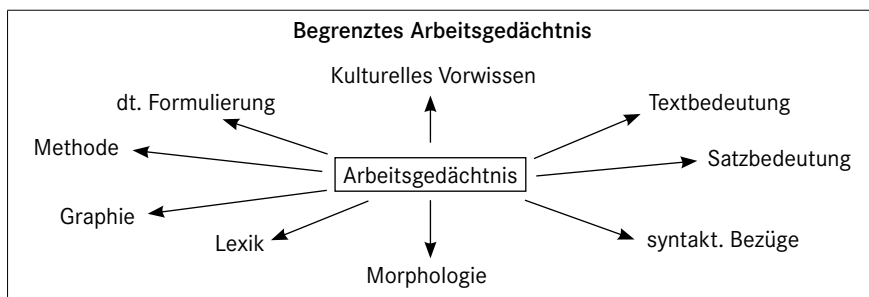 Begrenztes Arbeitsgedächtnis
Kulturelles Vorwissen
dt. Formulierung
Textbedeutung
Methode
Satzbedeutung
Arbeitsgedächtnis
Graphie
Lexik
syntakt. Bezüge
Morphologie